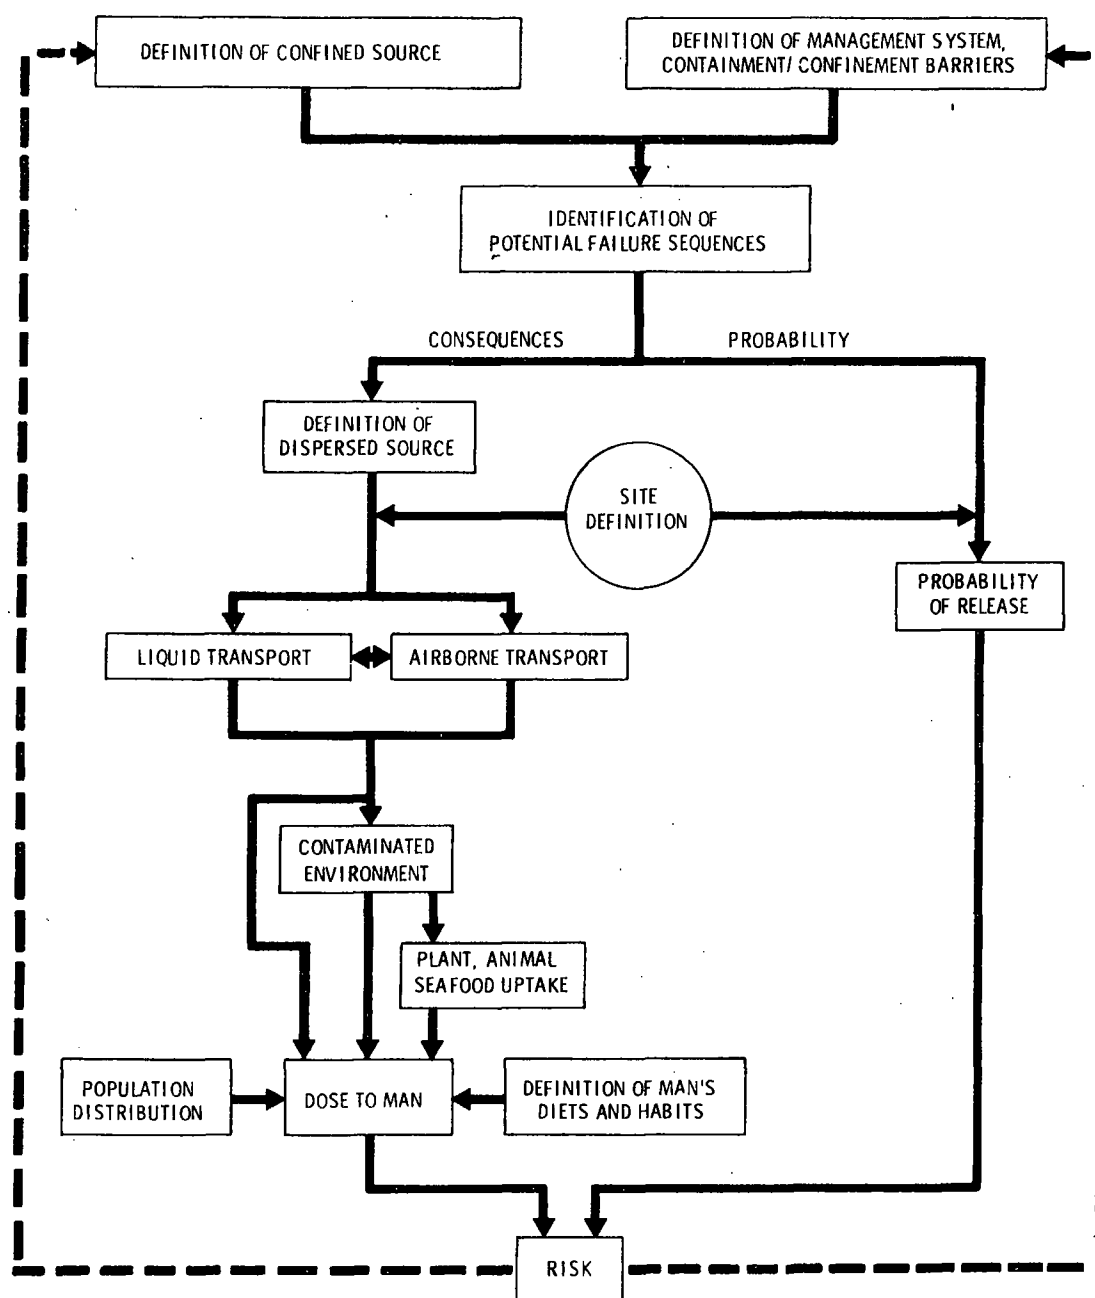 DEFINITION OF CONFINED SOURCE
DEFINITION OF MANAGEMENT SYSTEM,
CONTAINMENT/ CONFINEMENT BARRIERS
IDENTIFICATION OF
POTENTIAL FAILURE SEQUENCES
CONSEQUENCES
PROBABILITY
DEFINITION OF
DISPERSED SOURCE
SITE
DEFINITION
PROBABILITY
OF RELEASE
LIQUID TRANSPORT
AIRBORNE TRANSPORT
CONTAMINATED
ENVIRONMENT
PLANT, ANIMAL
SEAFOOD UPTAKE
POPULATION
DISTRIBUTION
DOSE TO MAN
DEFINITION OF MAN'S
DIETS AND HABITS
RISK